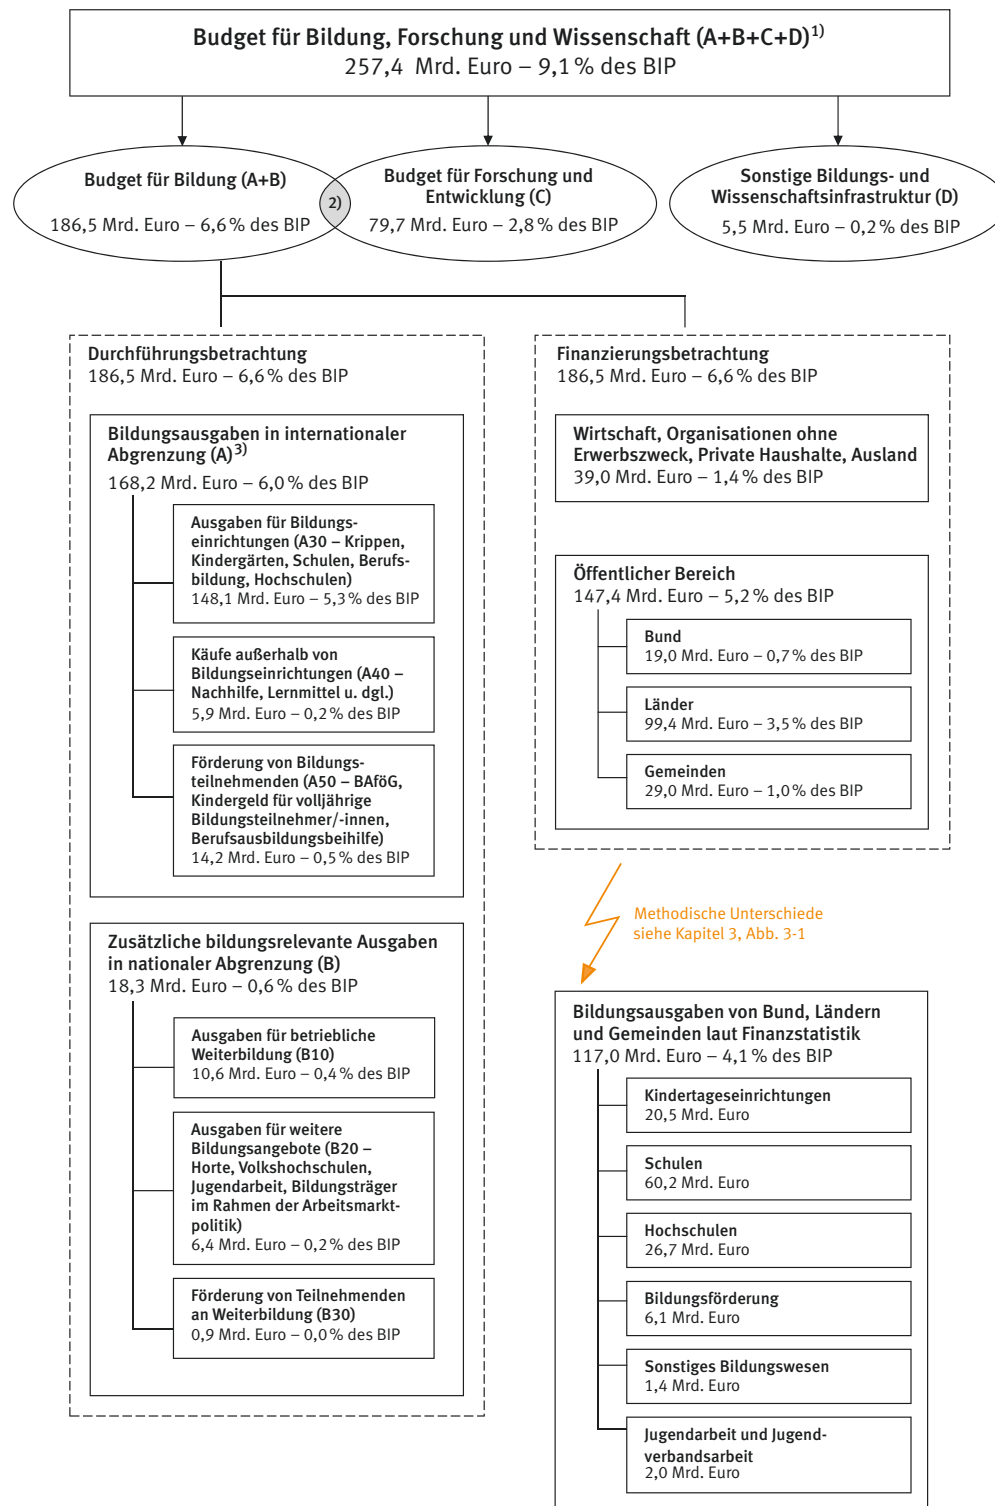 Budget für Bildung, Forschung und Wissenschaft (A+B+C+D)1)
257,4 Mrd. Euro – 9,1 % des BIP
Budget für Bildung (A+B)
186,5 Mrd. Euro – 6,6 % des BIP
2)
Budget für Forschung und
Entwicklung (C)
79,7 Mrd. Euro – 2,8 % des BIP
Sonstige Bildungs- und
Wissenschaftsinfrastruktur (D)
5,5 Mrd. Euro – 0,2 % des BIP
Durchführungsbetrachtung
186,5 Mrd. Euro – 6,6 % des BIP
Bildungsausgaben in internationaler
Abgrenzung (A)3)
168,2 Mrd. Euro – 6,0 % des BIP
Ausgaben für Bildungs-
einrichtungen (A30 – Krippen,
Kindergärten, Schulen, Berufs-
bildung, Hochschulen)
148,1 Mrd. Euro – 5,3 % des BIP
Käufe außerhalb von
Bildungseinrichtungen (A40 –
Nachhilfe, Lernmittel u. dgl.)
5,9 Mrd. Euro – 0,2 % des BIP
Förderung von Bildungs-
teilnehmenden (A50 – BAföG,
Kindergeld für volljährige
Bildungsteilnehmer/-innen,
Berufsausbildungsbeihilfe)
14,2 Mrd. Euro – 0,5 % des BIP
Zusätzliche bildungsrelevante Ausgaben
in nationaler Abgrenzung (B)
18,3 Mrd. Euro – 0,6 % des BIP
Ausgaben für betriebliche
Weiterbildung (B10)
10,6 Mrd. Euro – 0,4 % des BIP
Ausgaben für weitere
Bildungsangebote (B20 –
Horte, Volkshochschulen,
Jugendarbeit, Bildungsträger
im Rahmen der Arbeitsmarkt-
politik)
6,4 Mrd. Euro – 0,2 % des BIP
Förderung von Teilnehmenden
an Weiterbildung (B30)
0,9 Mrd. Euro – 0,0 % des BIP
Finanzierungsbetrachtung
186,5 Mrd. Euro – 6,6 % des BIP
Wirtschaft, Organisationen ohne
Erwerbszweck, Private Haushalte, Ausland
39,0 Mrd. Euro – 1,4 % des BIP
Öffentlicher Bereich
147,4 Mrd. Euro – 5,2 % des BIP
Bund
19,0 Mrd. Euro – 0,7 % des BIP
Länder
99,4 Mrd. Euro – 3,5 % des BIP
Gemeinden
29,0 Mrd. Euro – 1,0 % des BIP
Methodische Unterschiede
siehe Kapitel 3, Abb. 3-1
Bildungsausgaben von Bund, Ländern
und Gemeinden laut Finanzstatistik
117,0 Mrd. Euro – 4,1 % des BIP
Kindertageseinrichtungen
20,5 Mrd. Euro
Schulen
60,2 Mrd. Euro
Hochschulen
26,7 Mrd. Euro
Bildungsförderung
6,1 Mrd. Euro
Sonstiges Bildungswesen
1,4 Mrd. Euro
Jugendarbeit und Jugend-
verbandsarbeit
2,0 Mrd. Euro